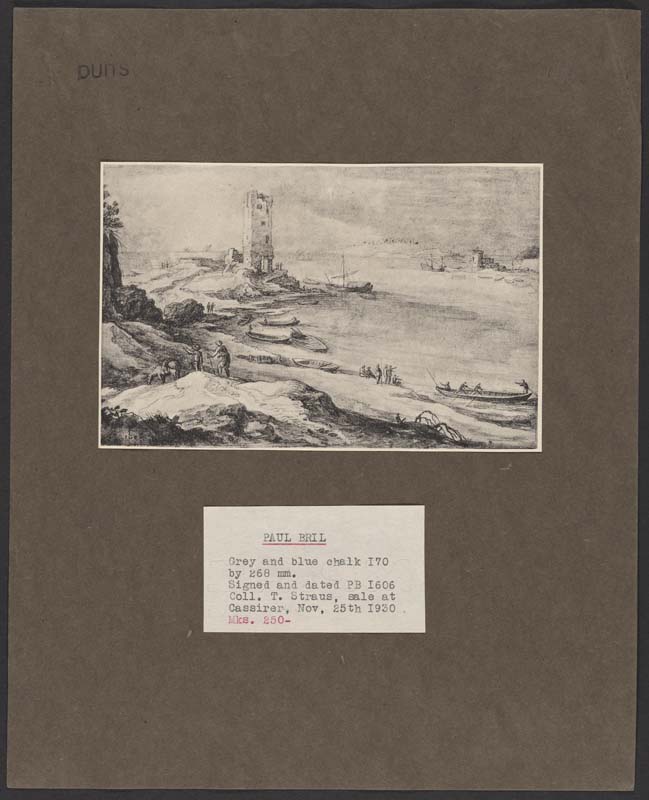 DUITS
PAUL BRIL
Grey and blue chalk I70
by 268 mm.
Signed and dated PB I606
Coll. T. Straus, sale at
Cassirer, Nov, 25th I930
Mks. 250-